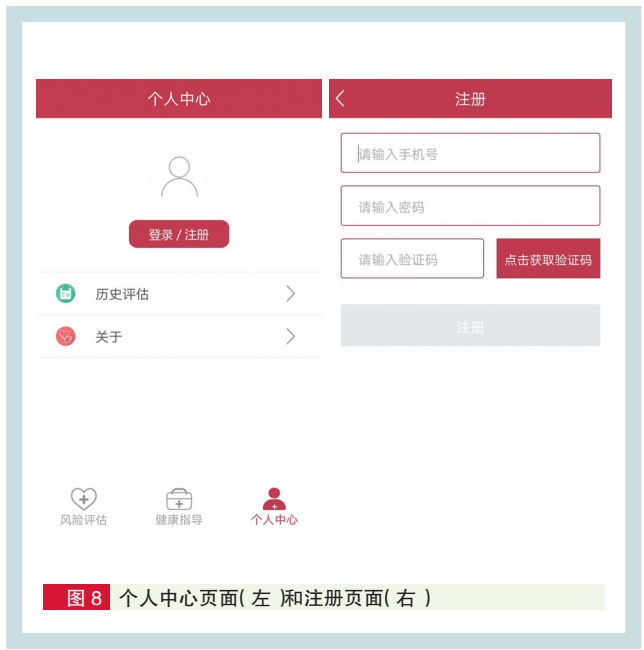 个人中心
登录 / 注册
历史评估
关于
风险评估
健康指导
个人中心
注册
请输入手机号
请输入密码
请输入验证码
点击获取验证码
注册
图 8 个人中心页面( 左 )和注册页面( 右 )